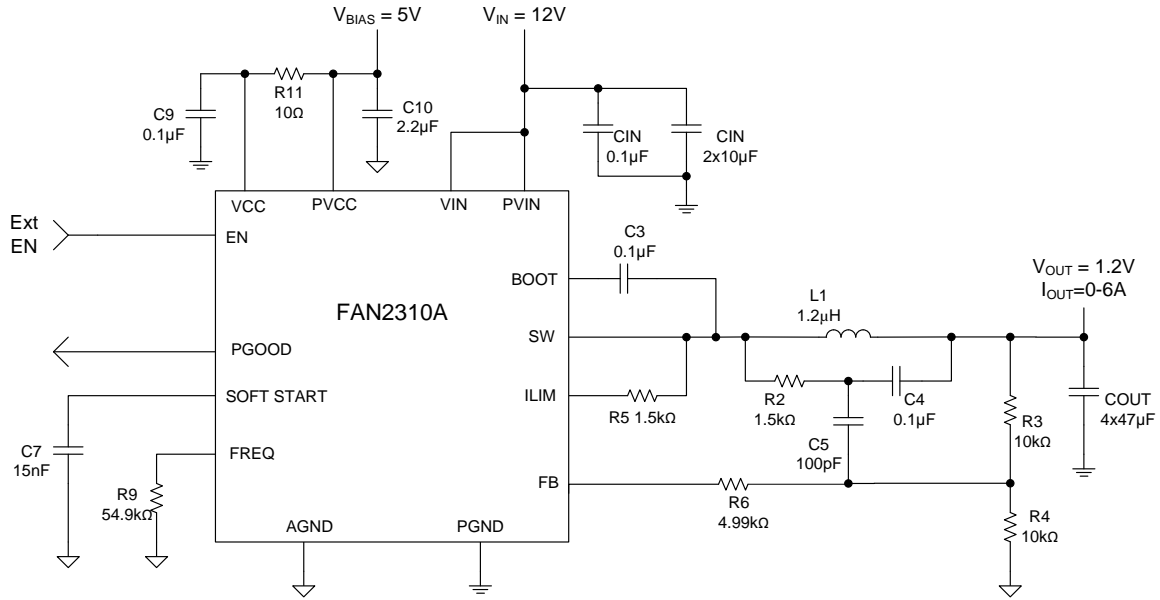 VBIAS = 5V
VIN = 12V
C9
0.1µF
R11
10Ω
C10
2.2µF
CIN
0.1µF
CIN
2x10µF
VCC
PVCC
VIN
PVIN
Ext
EN
EN
C3
0.1µF
BOOT
FAN2310A
L1
1.2µH
VOUT = 1.2V
IOUT=0-6A
SW
PGOOD
SOFT START
ILIM
R5 1.5kΩ
R2
1.5kΩ
C4
0.1µF
R3
10kΩ
COUT
4x47µF
C7
15nF
FREQ
C5
100pF
R9
54.9kΩ
FB
R6
4.99kΩ
R4
10kΩ
AGND
PGND